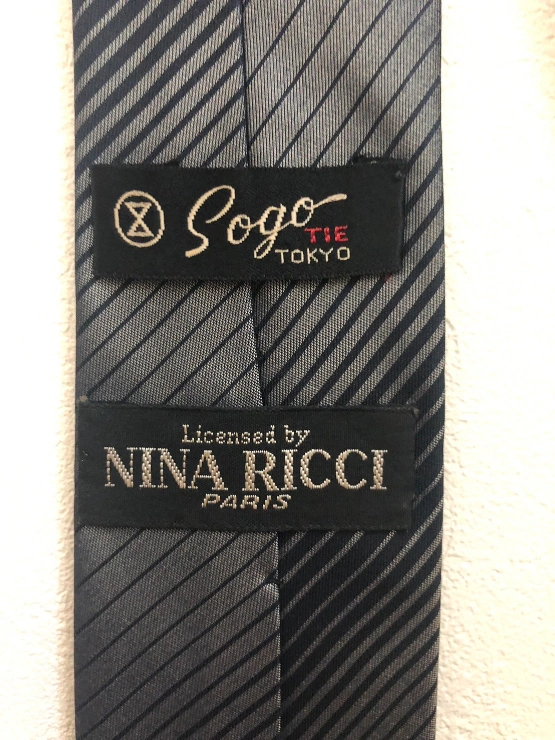 Sogo
TIE
TOKYO
Licensed by
NINA RICCI
PARIS